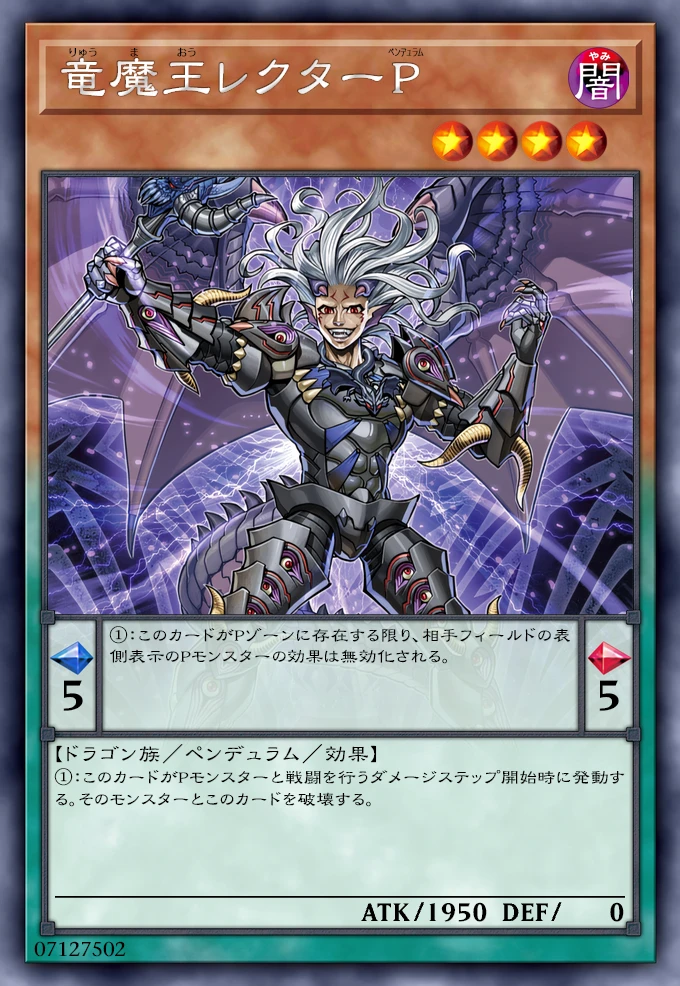 りゅう ま おう ペンデュラム
竜魔王レクターP
やみ
闇
①:このカードがPゾーンに存在する限り、相手フィールドの表
側表示のPモンスターの効果は無効化される。
5
5
【ドラゴン族／ペンデュラム／効果】
①:このカードがPモンスターと戦闘を行うダメージステップ開始時に発動す
る。そのモンスターとこのカードを破壊する。
ATK/1950 DEF/ 0
07127502